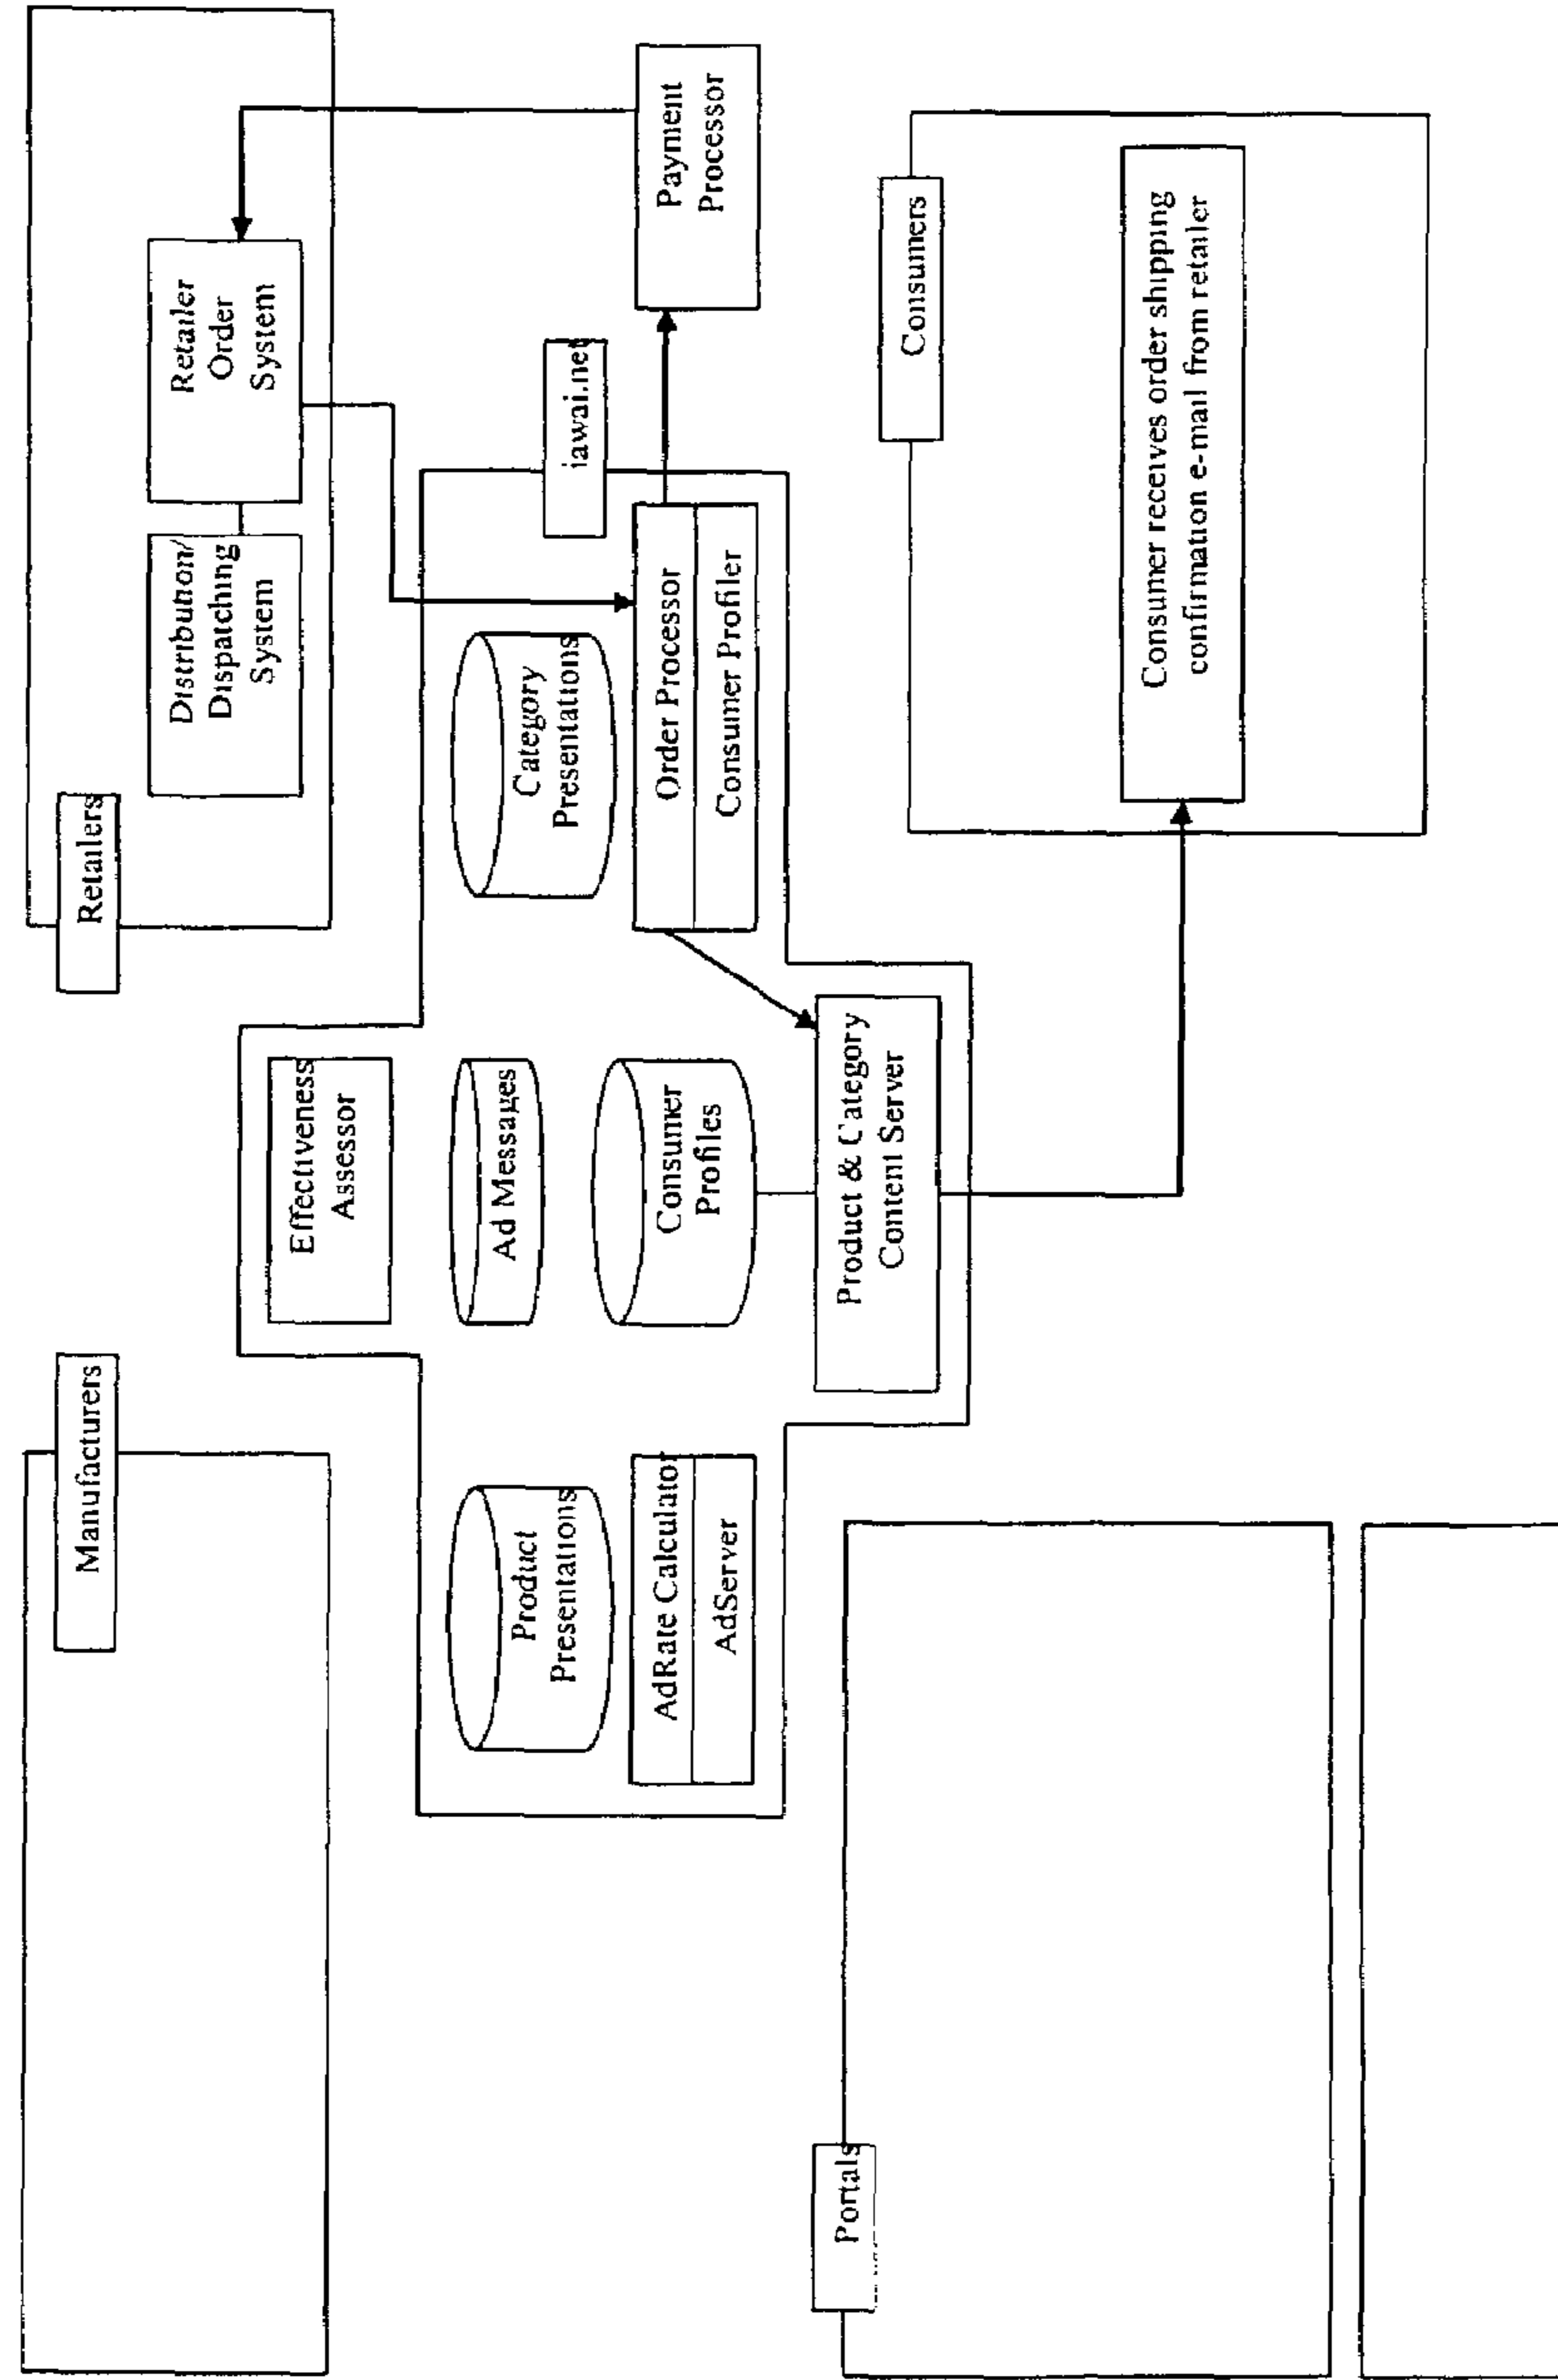 Manufacturers
Retailers
Distribution/
Dispatching
System
Retailer
Order
System
Effectiveness
Assessor
iawai.net
Product
Presentations
Ad Messages
Category
Presentations
Consumer
Profiles
AdRate Calculator
AdServer
Order Processor
Consumer Profiler
Payment
Processor
Product & Category
Content Server
Portals
Consumers
Consumer receives order shipping
confirmation e-mail from retailer